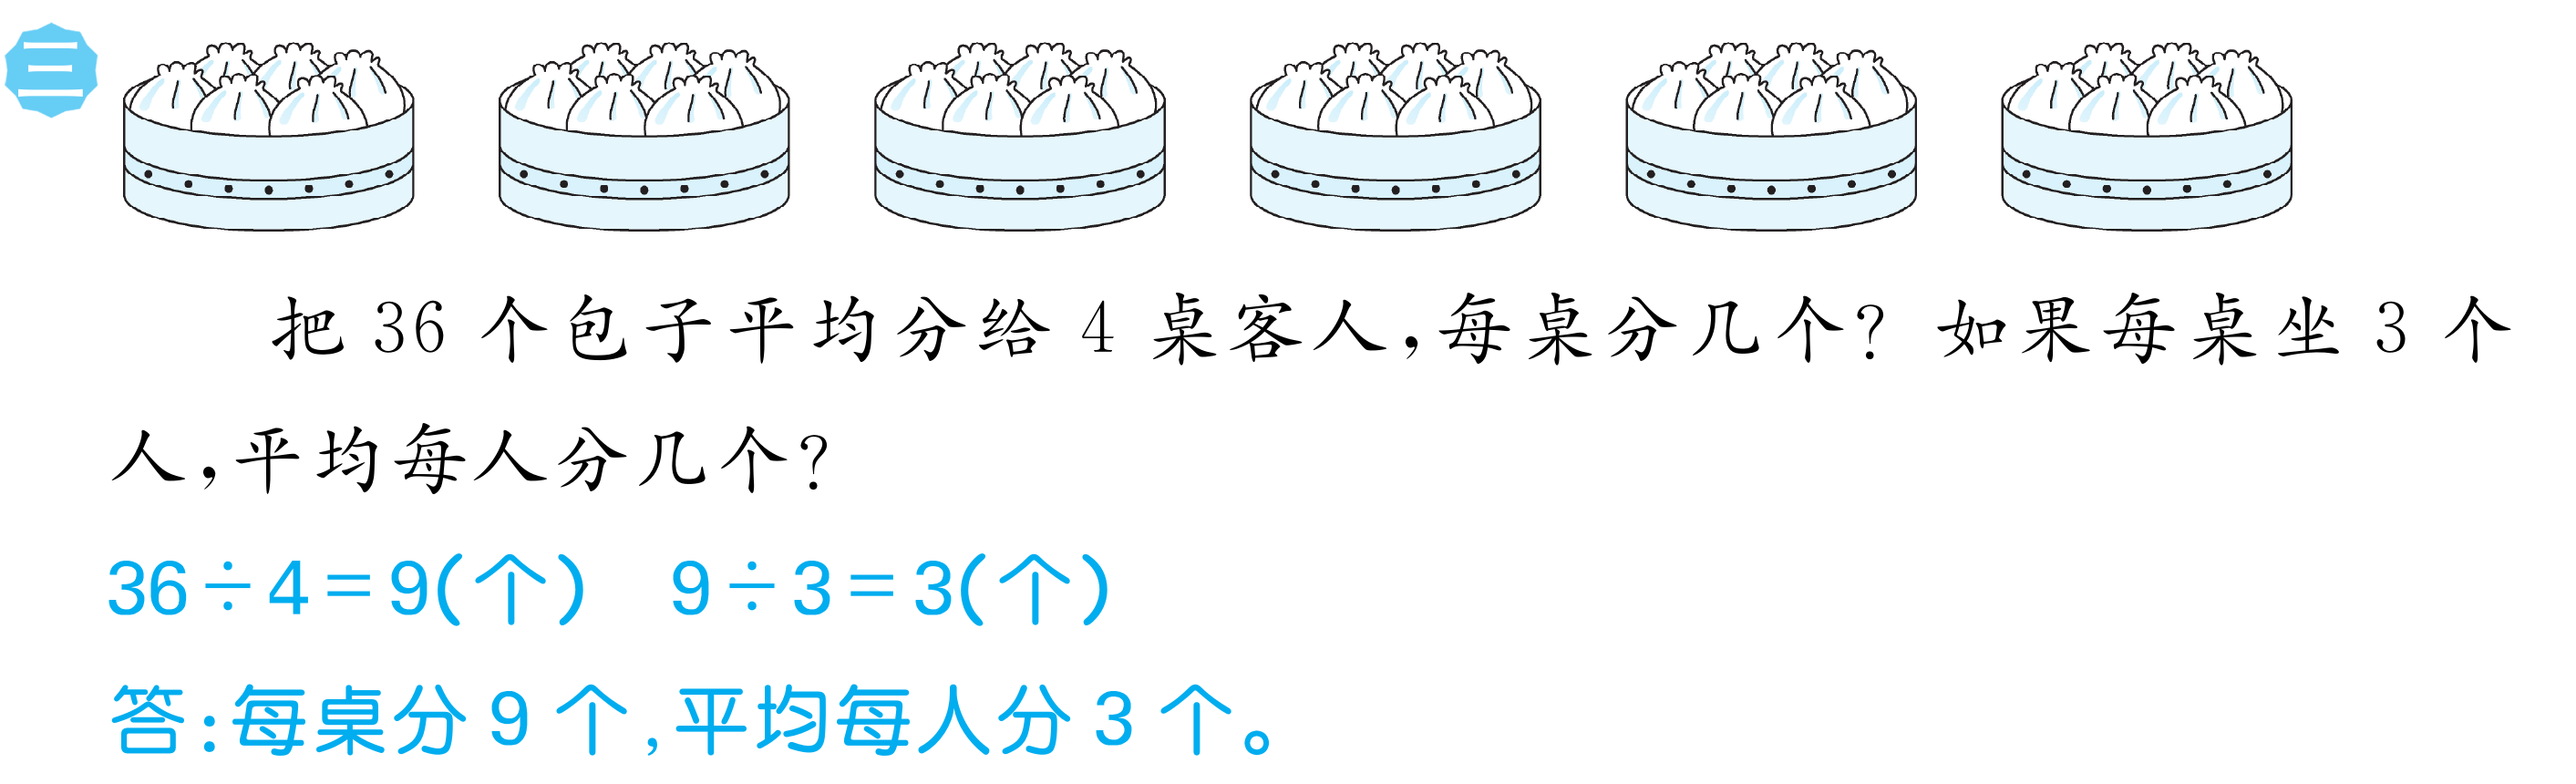 三
把 36 个包子平均分给 4 桌客人，每桌分几个？如果每桌坐 3 个
人，平均每人分几个？
36÷4=9(个)　9÷3=3(个)
答：每桌分 9 个，平均每人分 3 个。